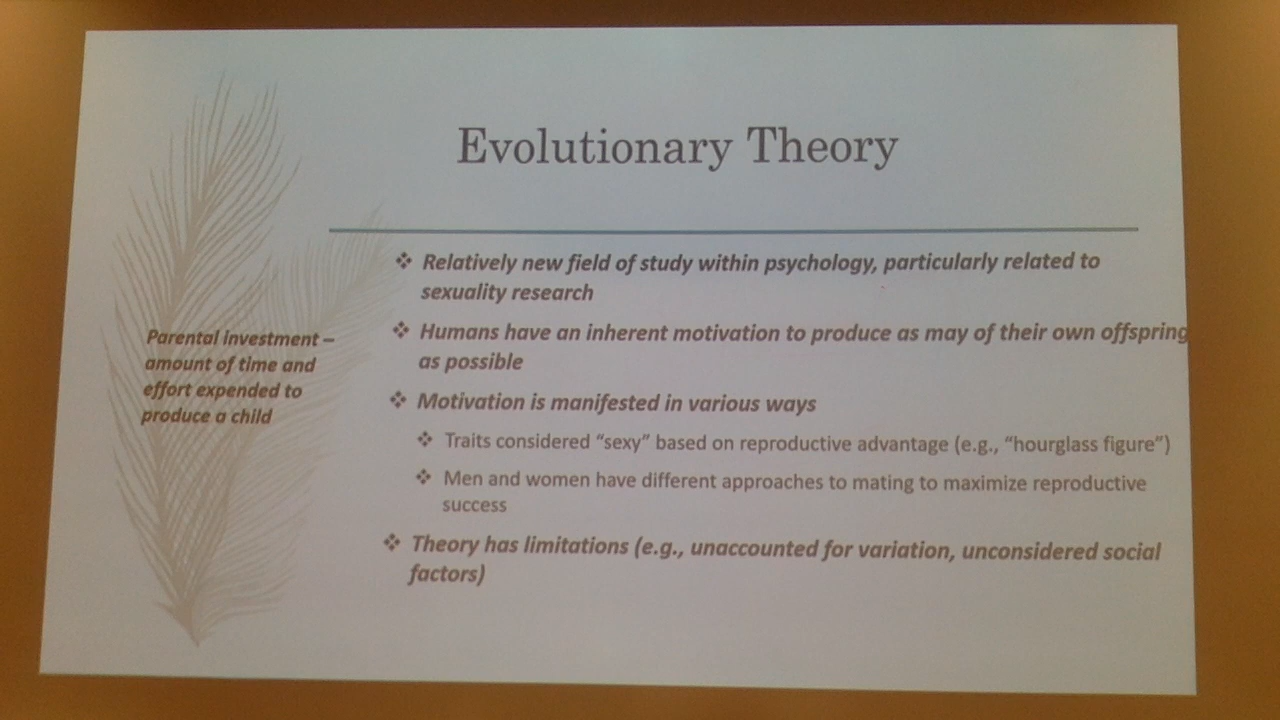 Evolutionary Theory
Parental Investment –
amount of time and
effort expended to
produce a child
❖ Relatively new field of study within psychology, particularly related to
sexuality research
❖ Humans have an inherent motivation to produce as may of their own offspring
as possible
❖ Motivation is manifested in various ways
❖ Traits considered “sexy” based on reproductive advantage (e.g., “hourglass figure”)
❖ Men and women have different approaches to mating to maximize reproductive
success
❖ Theory has limitations (e.g., unaccounted for variation, unconsidered social
factors)